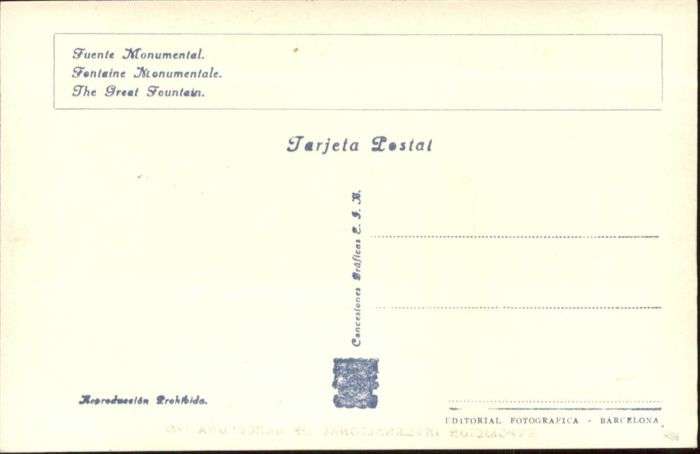 Fuente Monumental.
Fontaine Monumentale.
The Great Fountain.
Tarjeta Postal
Concesiones Gráficas E. I. B.
Reproducción Prohibida.
EDITORIAL FOTOGRAFICA - BARCELONA